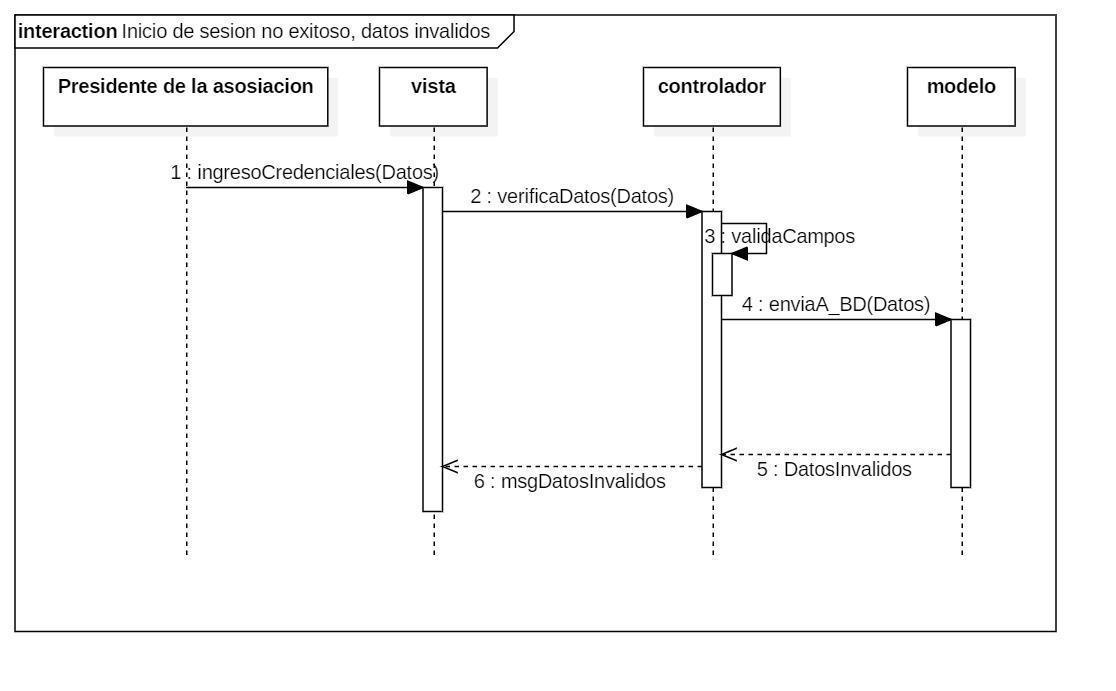 interaction Inicio de sesion no exitoso, datos invalidos
Presidente de la asosiacion
vista
controlador
modelo
1 : ingresoCredenciales(Datos)
2 : verificaDatos(Datos)
3 : validaCampos
4 : enviaA_BD(Datos)
5 : DatosInvalidos
6 : msgDatosInvalidos